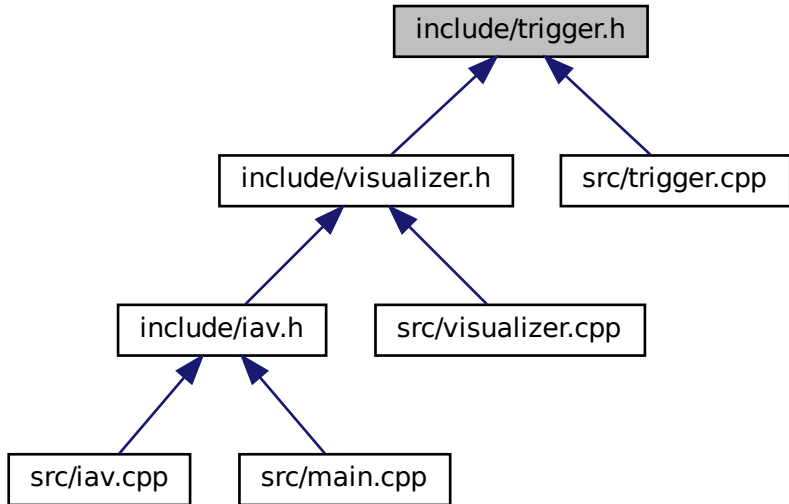 include/trigger.h
include/visualizer.h
src/trigger.cpp
include/iav.h
src/visualizer.cpp
src/iav.cpp
src/main.cpp